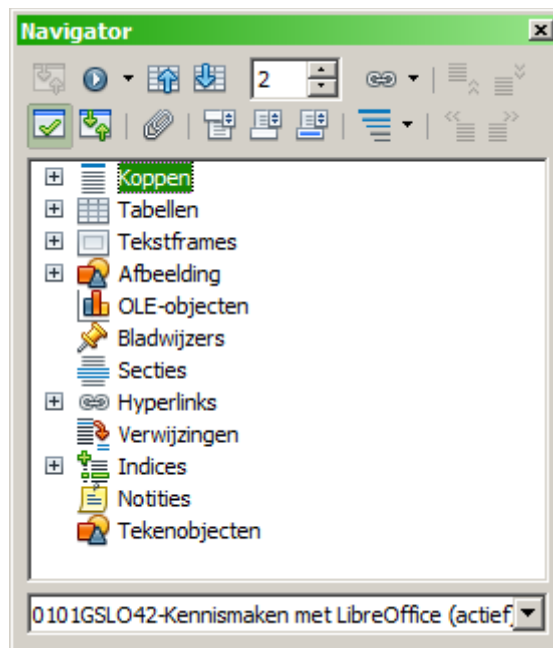 Navigator
2
Koppen
Tabellen
Tekstframes
Afbeelding
OLE-objecten
Bladwijzers
Secties
Hyperlinks
Verwijzingen
Indices
Notities
Tekenobjecten
0101GSLO42-Kennismaken met LibreOffice (actief)